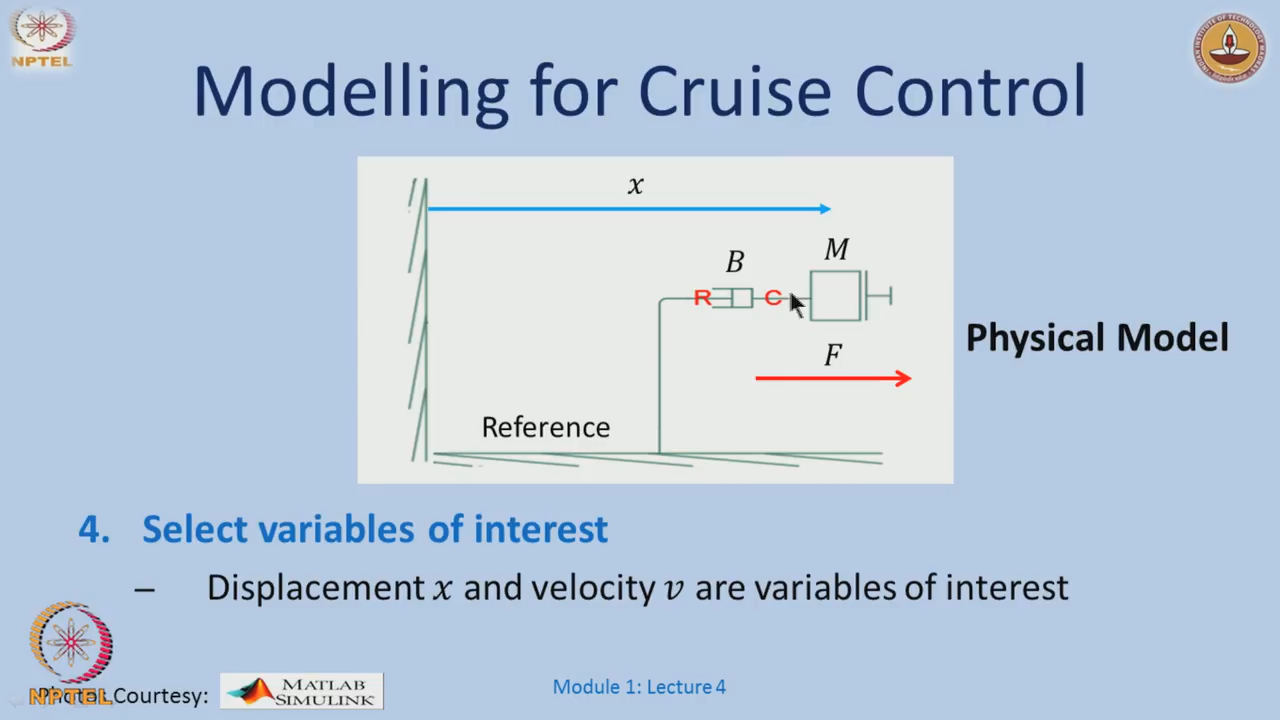 NPTEL
Modelling for Cruise Control
x
B
M
R
C
F
Physical Model
Reference
4. Select variables of interest
– Displacement x and velocity v are variables of interest
NPTEL
Courtesy:
MATLAB
SIMULINK
Module 1: Lecture 4